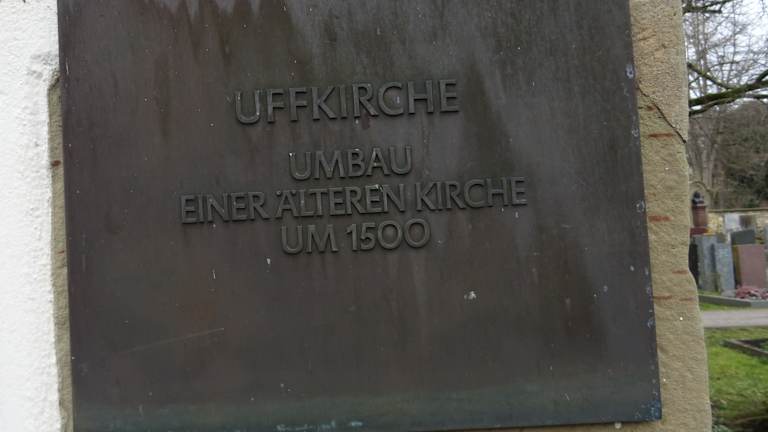 UFFKIRCHE
UMBAU
EINER ÄLTEREN KIRCHE
UM 1500